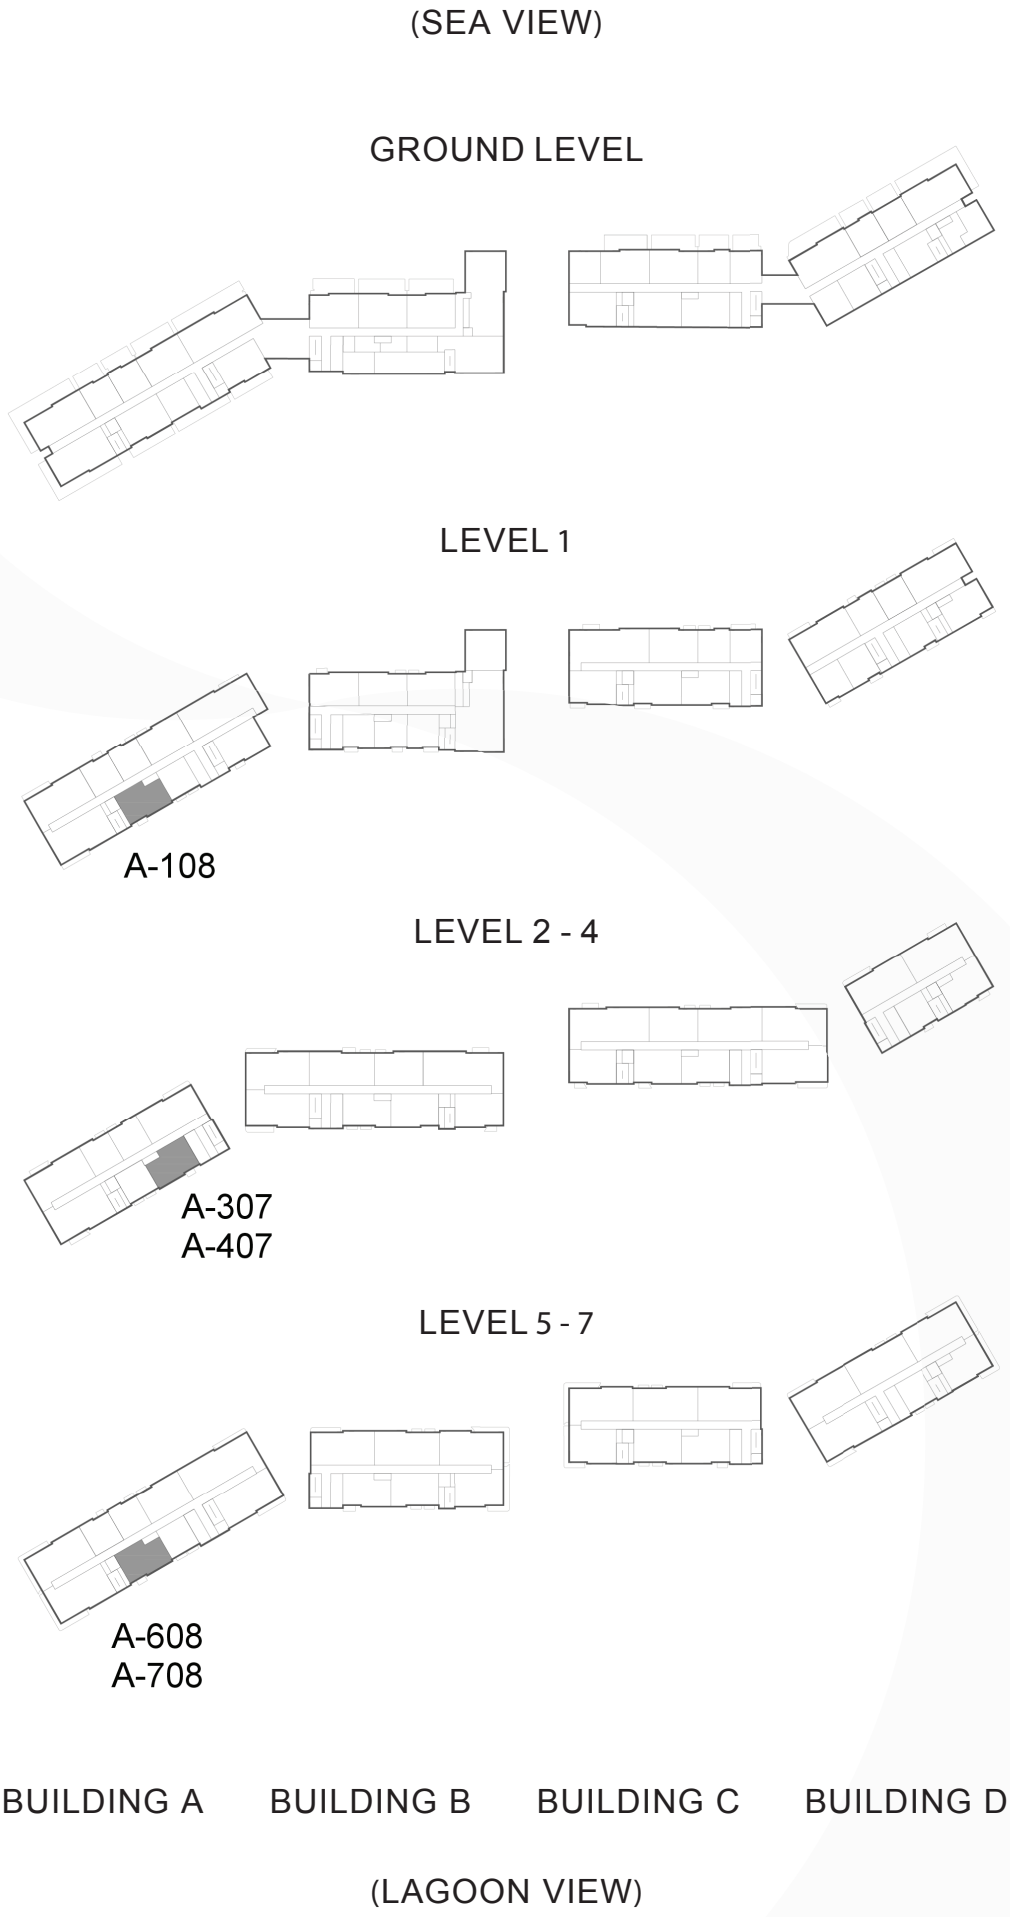 (SEA VIEW)
GROUND LEVEL
LEVEL 1
A-108
LEVEL 2 - 4
A-307
A-407
LEVEL 5 - 7
A-608
A-708
BUILDING A BUILDING B BUILDING C BUILDING D
(LAGOON VIEW)